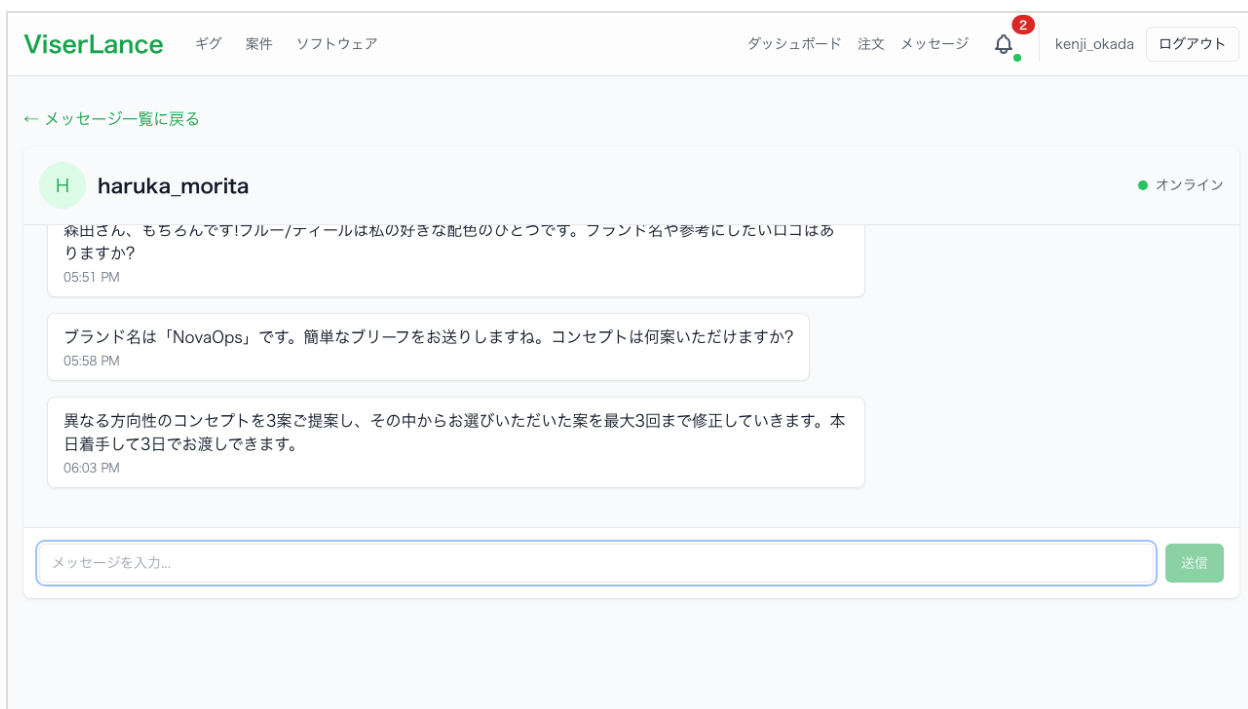 ViserLance ギグ 案件 ソフトウェア ダッシュボード 注文 メッセージ 2 kenji_okada ログアウト
← メッセージ一覧に戻る
H haruka_morita オンライン
森田さん、もちろんです!ブルー/ティールは私の好きな配色のひとつです。ブランド名や参考にしたいロゴはあ
りますか?
05:51 PM
ブランド名は「NovaOps」です。簡単なブリーフをお送りしますね。コンセプトは何案いただけますか?
05:58 PM
異なる方向性のコンセプトを3案ご提案し、その中からお選びいただいた案を最大3回まで修正していきます。本
日着手して3日でお渡しできます。
06:03 PM
メッセージを入力... 送信